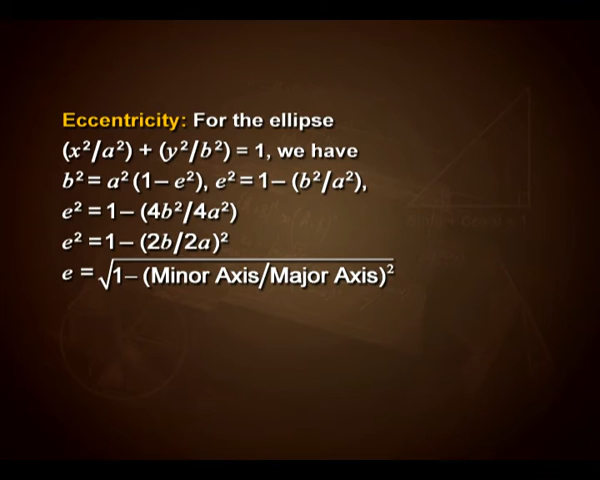 Eccentricity: For the ellipse
(x²/a²) + (y²/b²) = 1, we have
b² = a² (1– e²), e² = 1– (b²/a²),
e² = 1– (4b²/4a²)
e² =1– (2b/2a)²
e = √1– (Minor Axis/Major Axis)²